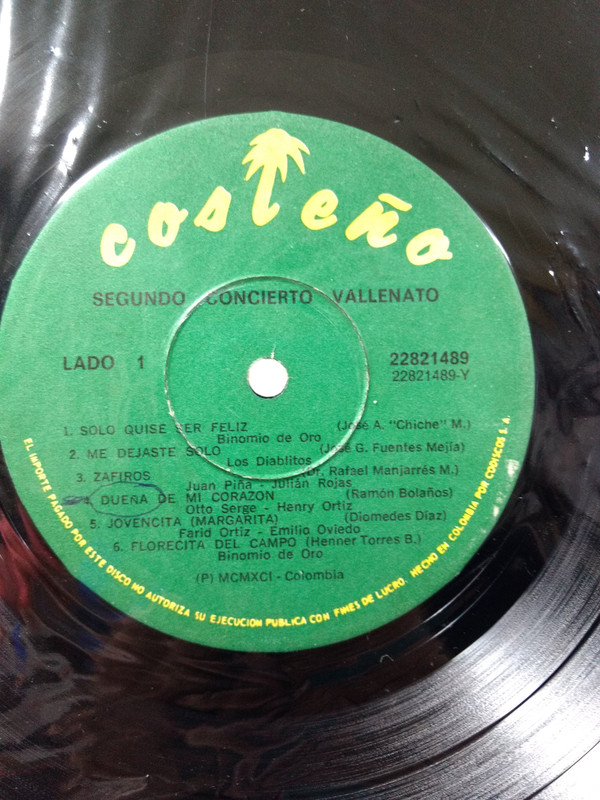 costeño
SEGUNDO CONCIERTO VALLENATO
LADO 1
22821489
22821489-Y
1. SOLO QUISE SER FELIZ (José A. "Chiche" M.)
Binomio de Oro
2. ME DEJASTE SOLO (José G. Fuentes Mejía)
Los Diablitos
3. ZAFIROS (Dr. Rafael Manjarrés M.)
Juan Piña - Julián Rojas
4. DUEÑA DE MI CORAZON (Ramón Bolaños)
Otto Serge - Henry Ortiz
5. JOVENCITA (MARGARITA) (Diomedes Díaz)
Farid Ortiz - Emilio Oviedo
6. FLORECITA DEL CAMPO (Henner Torres B.)
Binomio de Oro
(P) MCMXCI - Colombia
EL IMPORTE PAGADO POR ESTE DISCO NO AUTORIZA SU EJECUCION PUBLICA CON FINES DE LUCRO. HECHO EN COLOMBIA POR CODISCOS S. A.